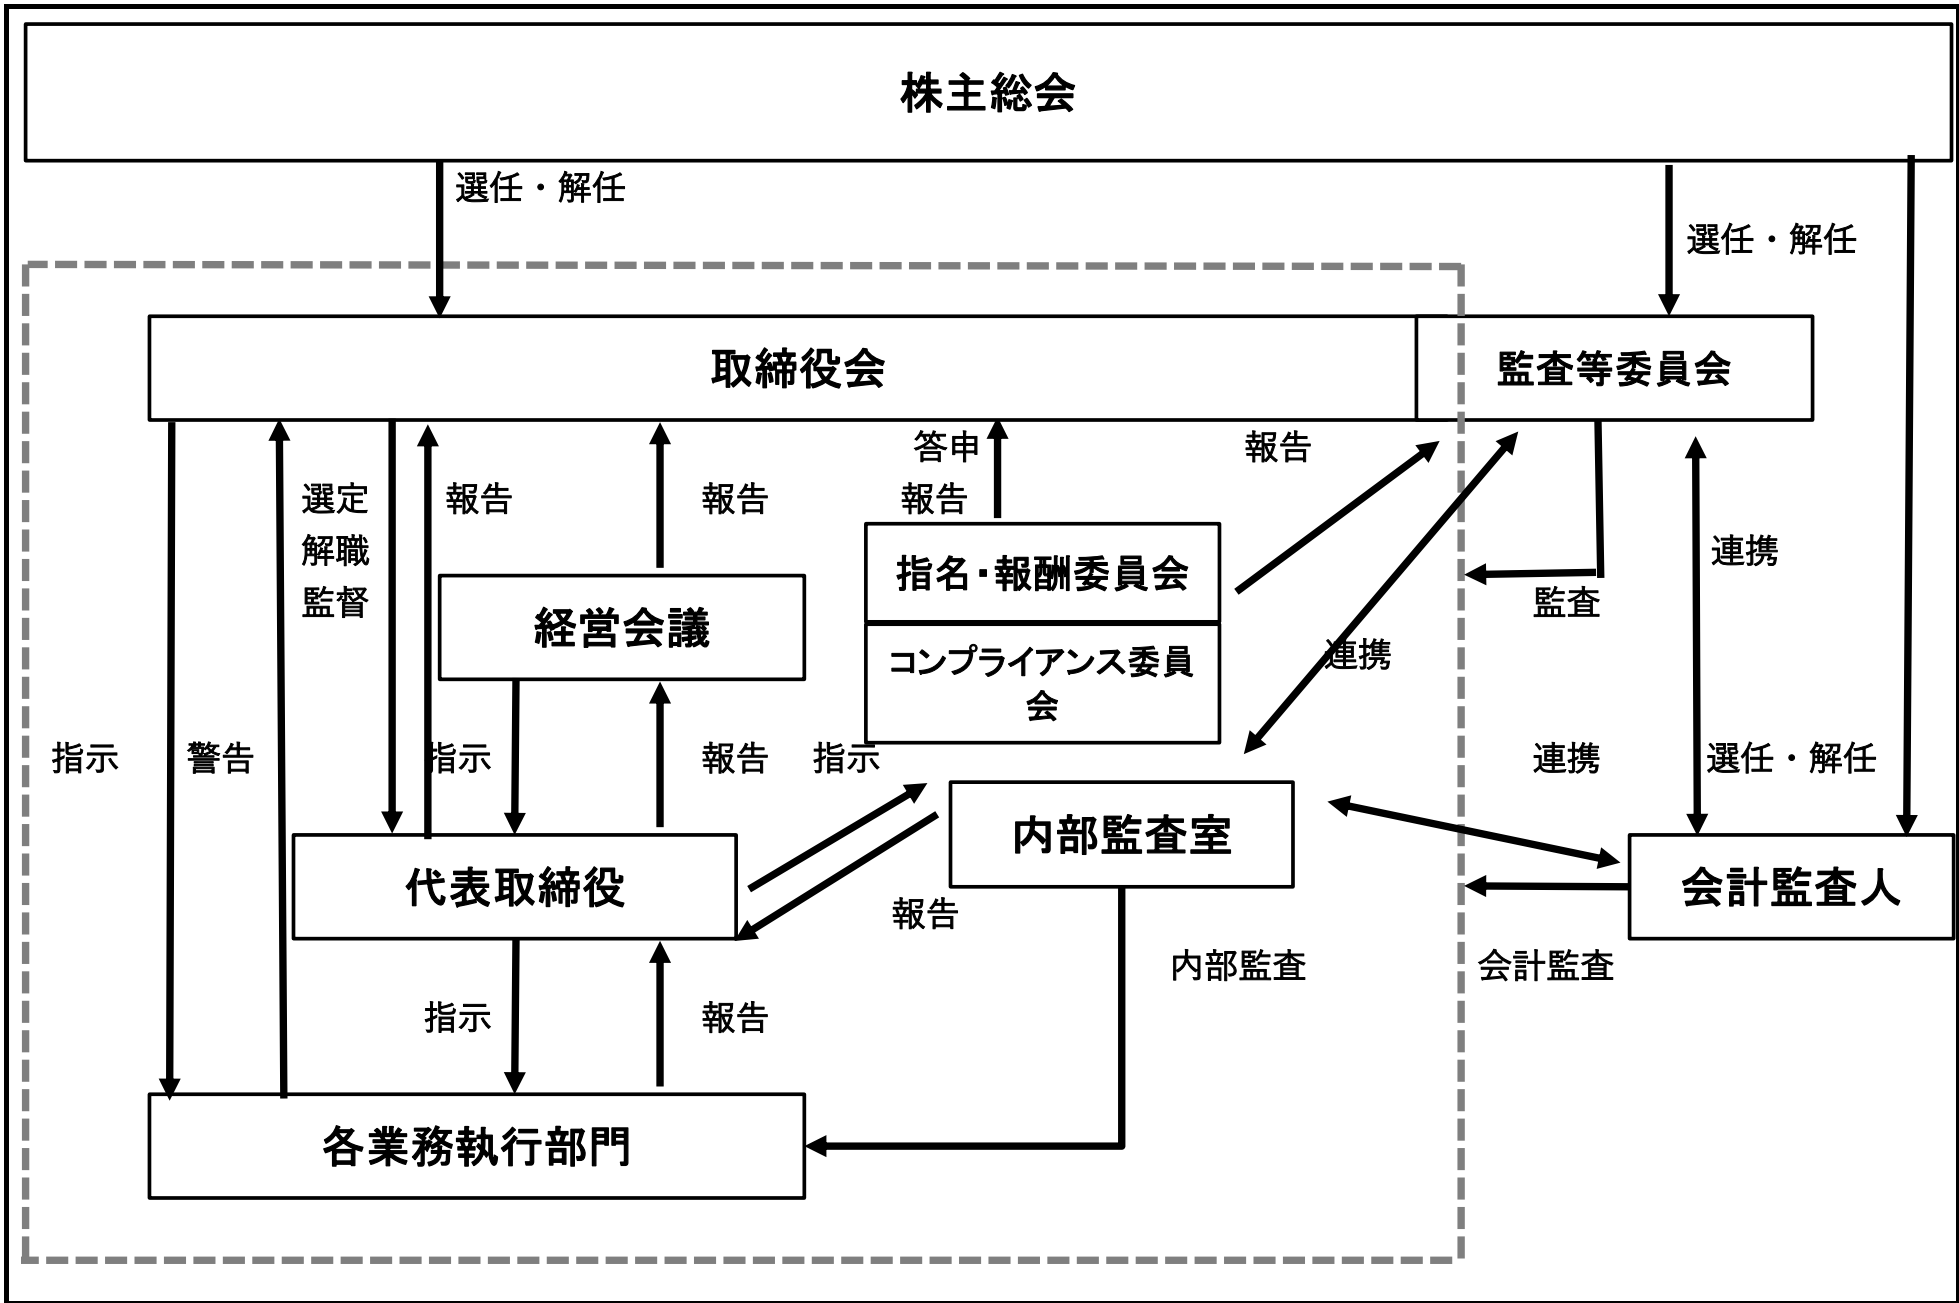 株主総会
選任・解任
選任・解任
取締役会
監査等委員会
答申
報告
報告
選定
報告
報告
解職
監督
指名・報酬委員会
連携
経営会議
監査
コンプライアンス委員
会
連携
指示
警告
指示
報告
指示
連携
選任・解任
内部監査室
代表取締役
会計監査人
報告
内部監査
会計監査
指示
報告
各業務執行部門